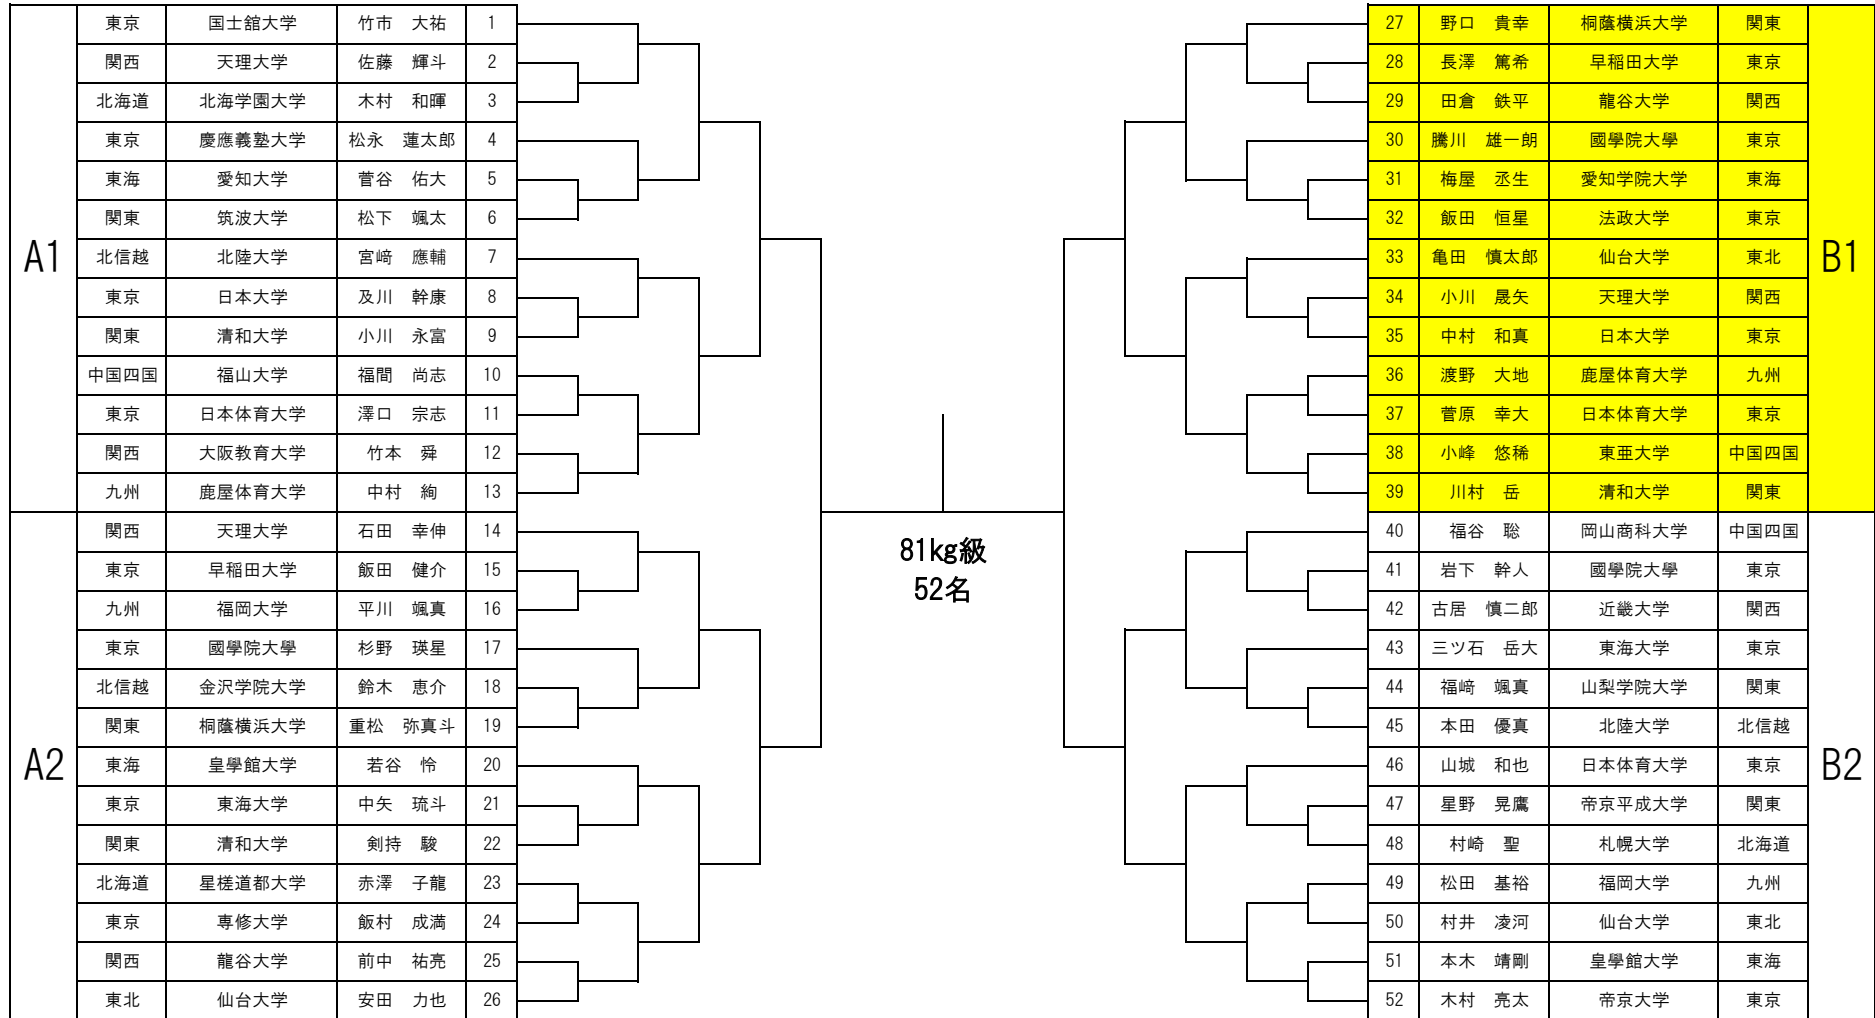 A1
東京 国士舘大学 竹市 大祐 1
関西 天理大学 佐藤 輝斗 2
北海道 北海学園大学 木村 和暉 3
東京 慶應義塾大学 松永 蓮太郎 4
東海 愛知大学 菅谷 佑大 5
関東 筑波大学 松下 颯太 6
北信越 北陸大学 宮﨑 應輔 7
東京 日本大学 及川 幹康 8
関東 清和大学 小川 永富 9
中国四国 福山大学 福間 尚志 10
東京 日本体育大学 澤口 宗志 11
関西 大阪教育大学 竹本 舜 12
九州 鹿屋体育大学 中村 絢 13
A2
関西 天理大学 石田 幸伸 14
東京 早稲田大学 飯田 健介 15
九州 福岡大学 平川 颯真 16
東京 國學院大學 杉野 瑛星 17
北信越 金沢学院大学 鈴木 恵介 18
関東 桐蔭横浜大学 重松 弥真斗 19
東海 皇學館大学 若谷 怜 20
東京 東海大学 中矢 琉斗 21
関東 清和大学 剣持 駿 22
北海道 星槎道都大学 赤澤 子龍 23
東京 専修大学 飯村 成満 24
関西 龍谷大学 前中 祐亮 25
東北 仙台大学 安田 力也 26
81kg級
52名
27 野口 貴幸 桐蔭横浜大学 関東
28 長澤 篤希 早稲田大学 東京
29 田倉 鉄平 龍谷大学 関西
30 騰川 雄一朗 國學院大學 東京
31 梅屋 丞生 愛知学院大学 東海
32 飯田 恒星 法政大学 東京
33 亀田 慎太郎 仙台大学 東北
34 小川 晟矢 天理大学 関西
35 中村 和真 日本大学 東京
36 渡野 大地 鹿屋体育大学 九州
37 菅原 幸大 日本体育大学 東京
38 小峰 悠稀 東亜大学 中国四国
39 川村 岳 清和大学 関東
B1
40 福谷 聡 岡山商科大学 中国四国
41 岩下 幹人 國學院大學 東京
42 古居 慎二郎 近畿大学 関西
43 三ツ石 岳大 東海大学 東京
44 福﨑 颯真 山梨学院大学 関東
45 本田 優真 北陸大学 北信越
46 山城 和也 日本体育大学 東京
47 星野 晃鷹 帝京平成大学 関東
48 村崎 聖 札幌大学 北海道
49 松田 基裕 福岡大学 九州
50 村井 凌河 仙台大学 東北
51 本木 靖剛 皇學館大学 東海
52 木村 亮太 帝京大学 東京
B2